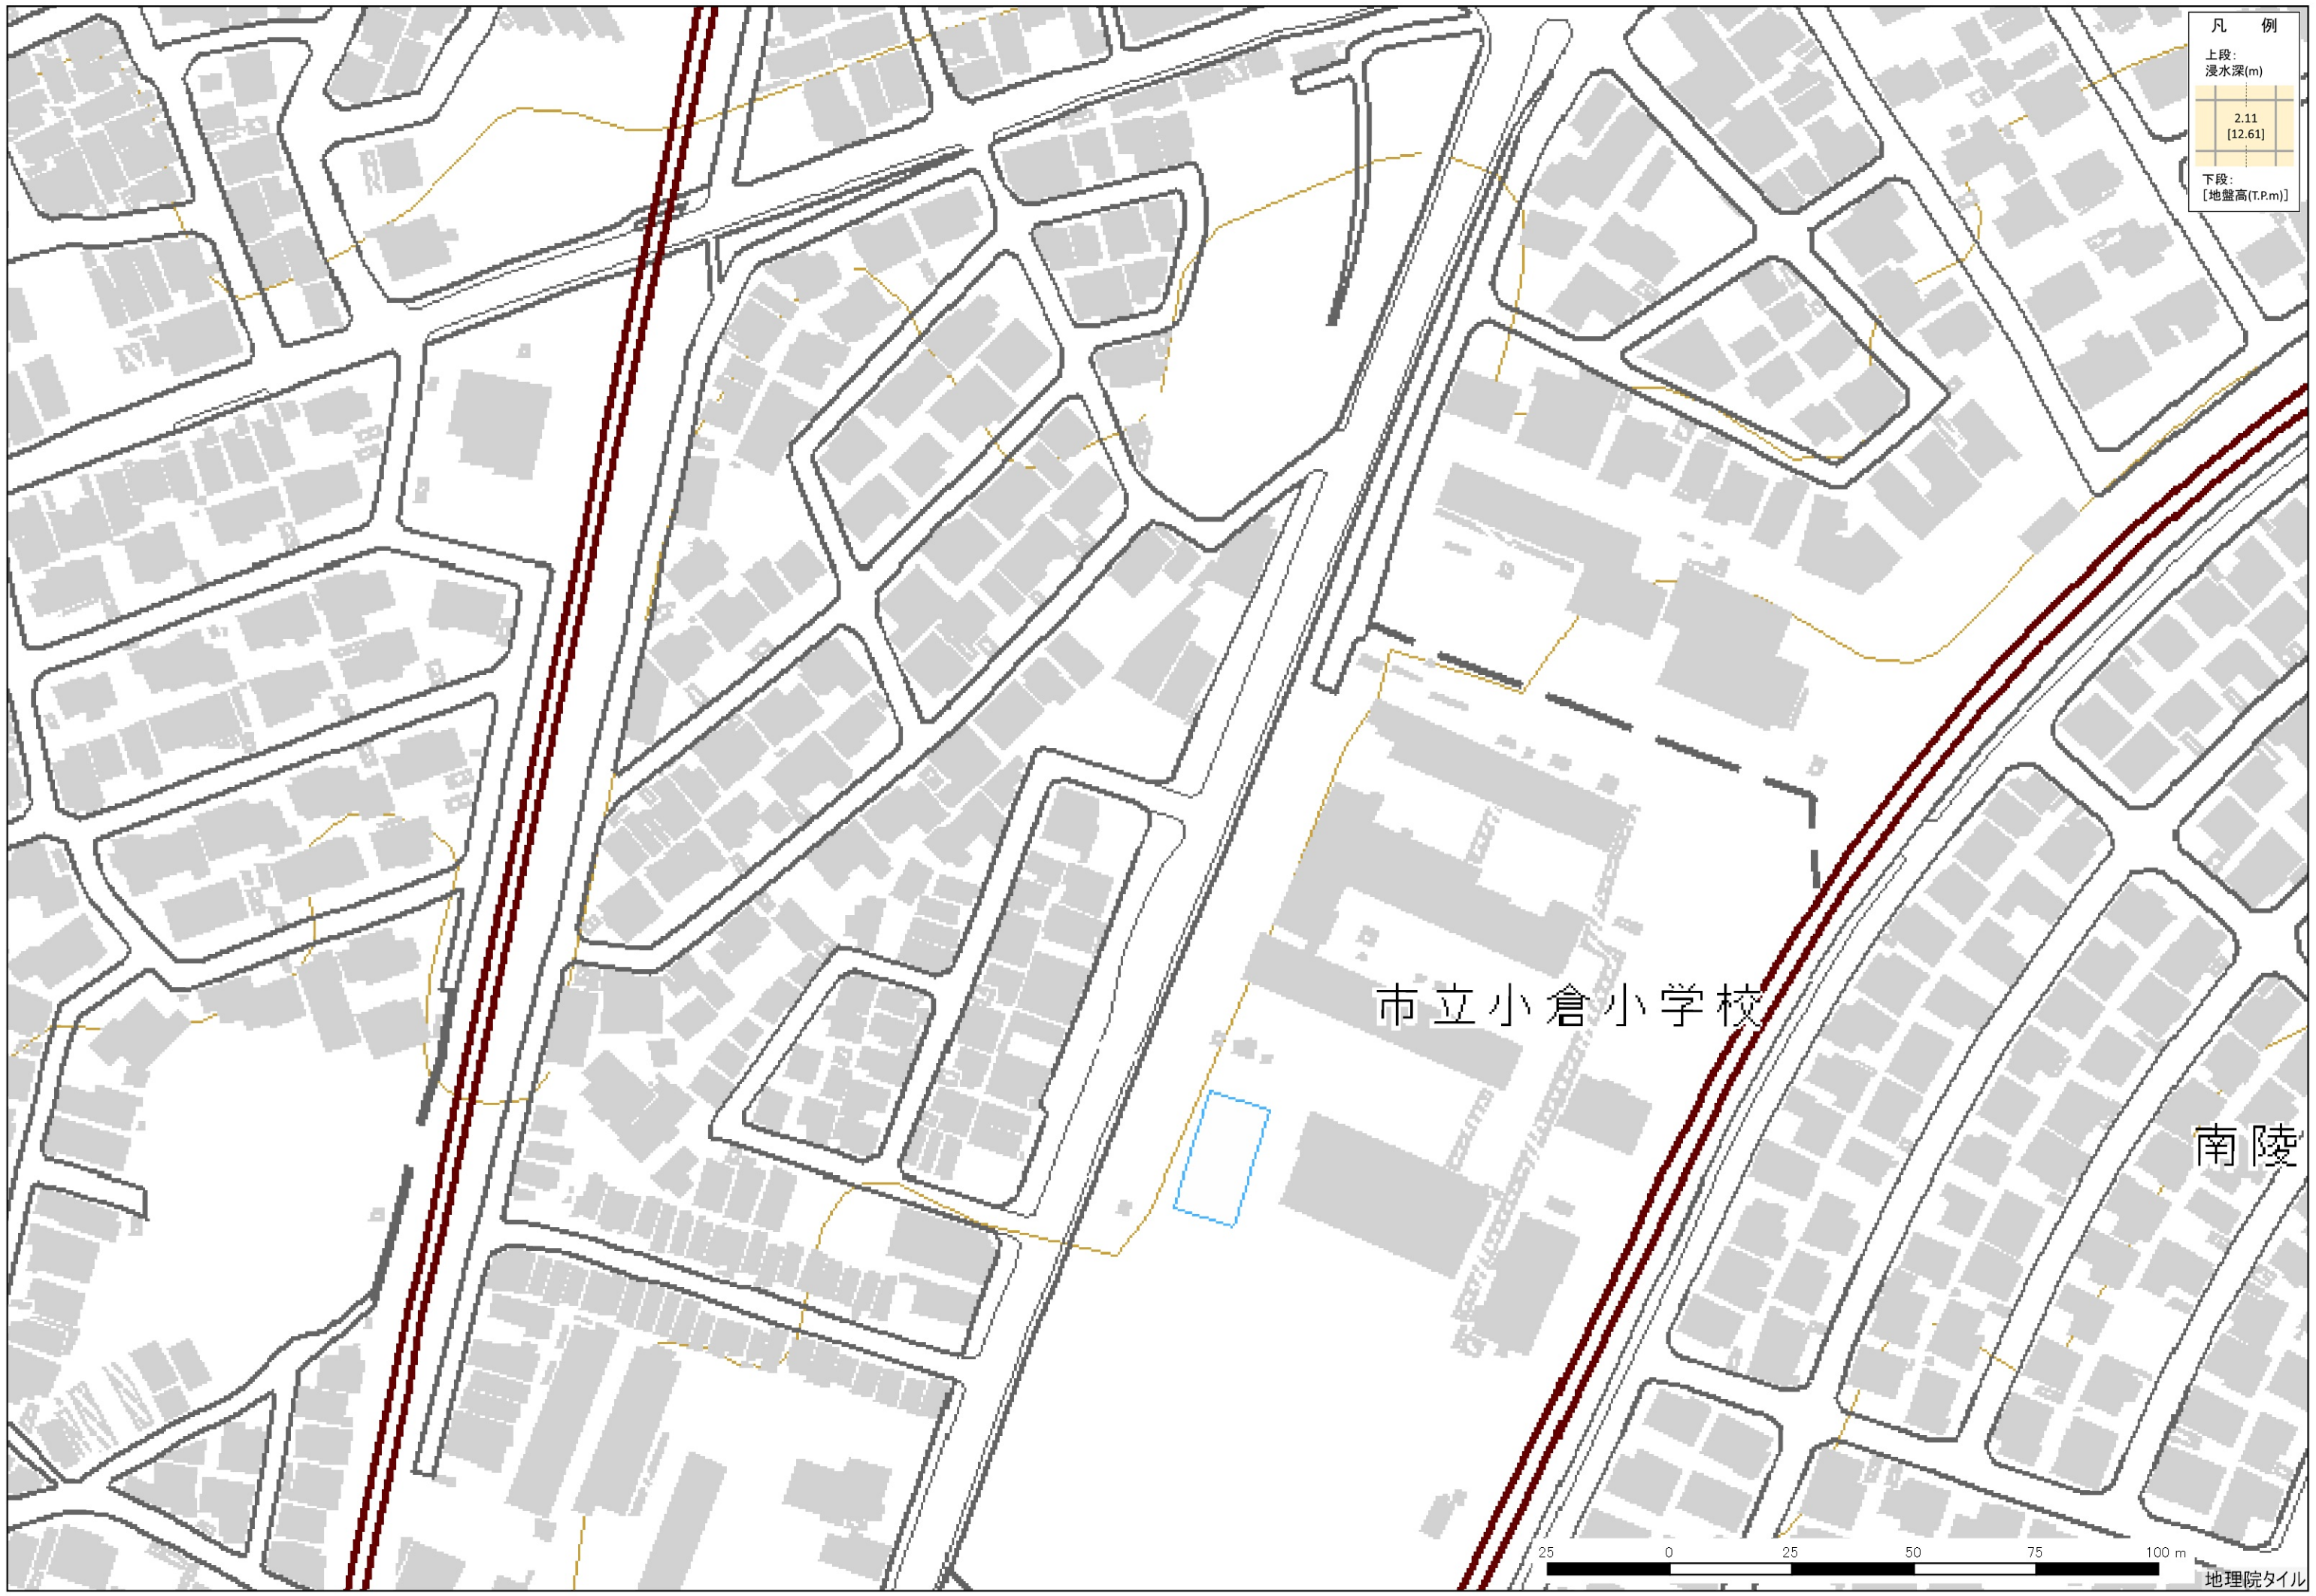 凡 例
上段:
浸水深(m)
2.11
[12.61]
下段:
[地盤高(T.P.m)]
市立小倉小学校
南陵
25 0 25 50 75 100 m
地理院タイル